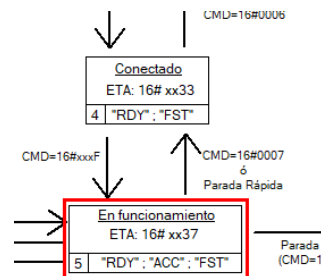 CMD=16#0006
Conectado
ETA: 16# xx33
4 "RDY" ; "FST"
CMD=16#xxxF
CMD=16#0007
ó
Parada Rápida
En funcionamiento
ETA: 16# xx37
5 "RDY" ; "ACC" ; "FST"
Parada
(CMD=1